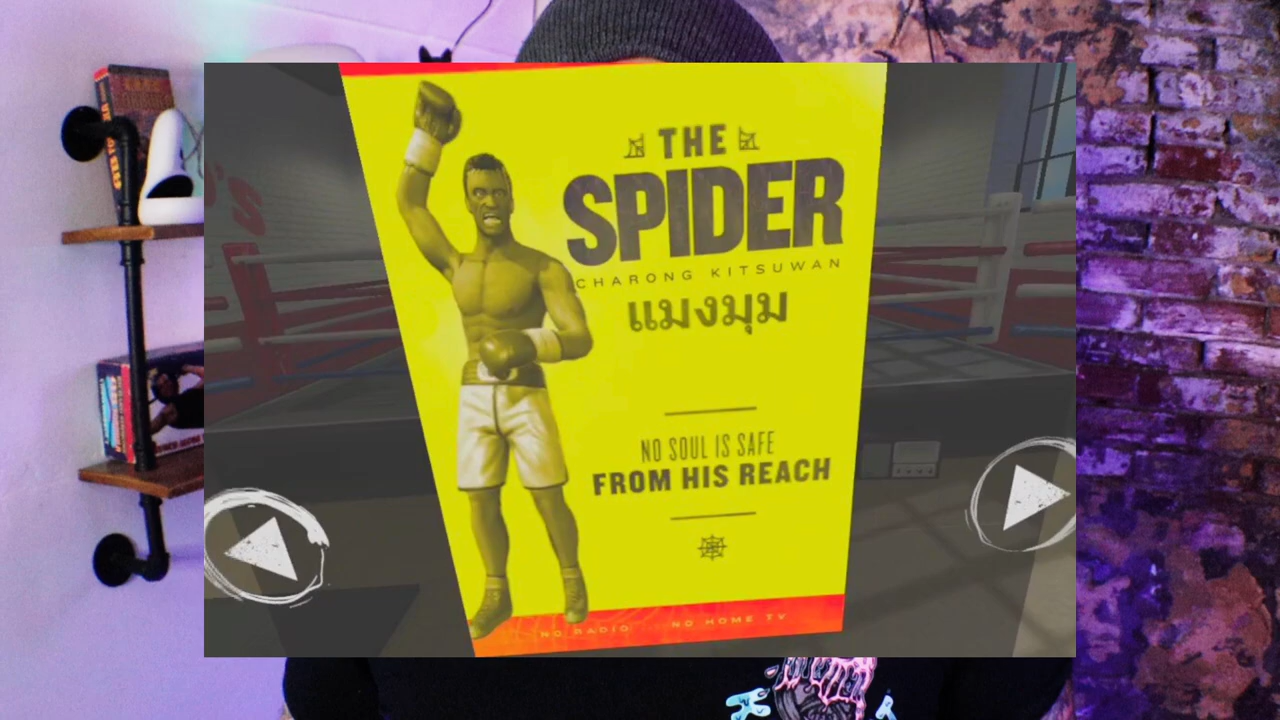 THE
SPIDER
CHARONG KITSUWAN
แมงมุม
NO SOUL IS SAFE
FROM HIS REACH
NO RADIO NO HOME TV